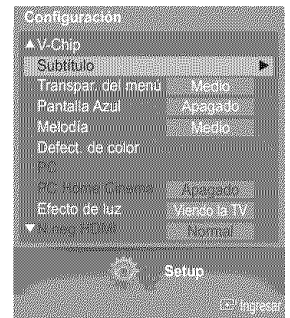 Configuración
▲V-Chip
Subtítulo ►
Transpar. del menú Medio
Pantalla Azul Apagado
Melodía Medio
Defect. de color
PC
PC Home Cinema Apagado
Efecto de luz Viendo la TV
▼N.neg HDMI Normal
Setup
Ingresar